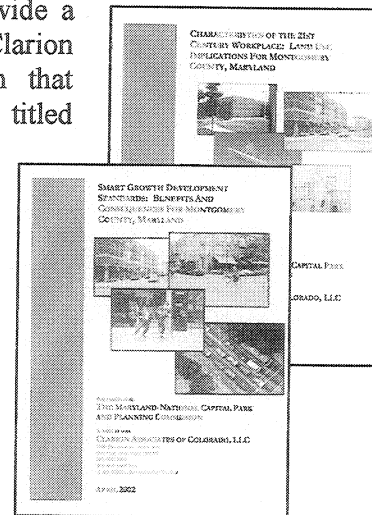 vide a
Clarion
that
titled
CHARACTERISTICS OF THE 21ST
CENTURY WORKPLACE: LAND USE
IMPLICATIONS FOR MONTGOMERY
COUNTY, MARYLAND
CAPITAL PARK
COLORADO, LLC
SMART GROWTH DEVELOPMENT
STANDARDS: BENEFITS AND
CONSEQUENCES FOR MONTGOMERY
COUNTY, MARYLAND
THE MARYLAND-NATIONAL CAPITAL PARK
AND PLANNING COMMISSION
CLARION ASSOCIATES OF COLORADO, LLC
APRIL 2002